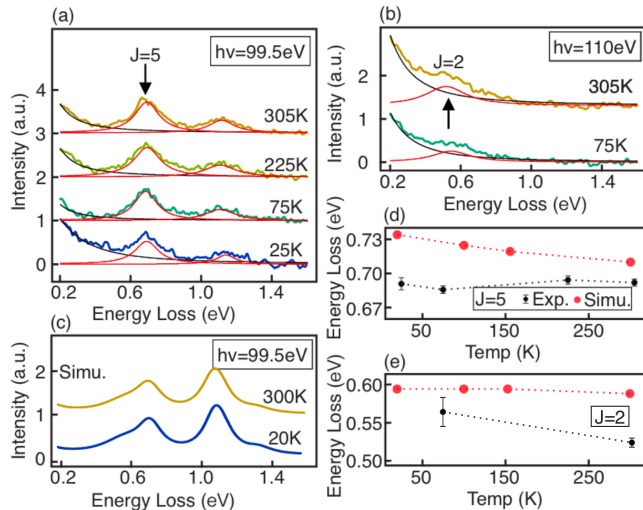 (a)
hν=99.5eV
J=5
305K
225K
75K
25K
4
3
2
1
0
Intensity (a.u.)
0.2 0.6 1.0 1.4
Energy Loss (eV)
(b)
hν=110eV
J=2
305K
75K
2
1
0
Intensity (a.u.)
0.2 0.6 1.0 1.4
Energy Loss (eV)
(c)
hν=99.5eV
Simu.
300K
20K
2
1
0
Intensity (a.u.)
0.2 0.6 1.0 1.4
Energy Loss (eV)
(d)
0.73
0.70
0.67
Energy Loss (eV)
J=5 Exp. Simu.
50 150 250
Temp (K)
(e)
0.60
0.55
0.50
Energy Loss (eV)
J=2
50 150 250
Temp (K)